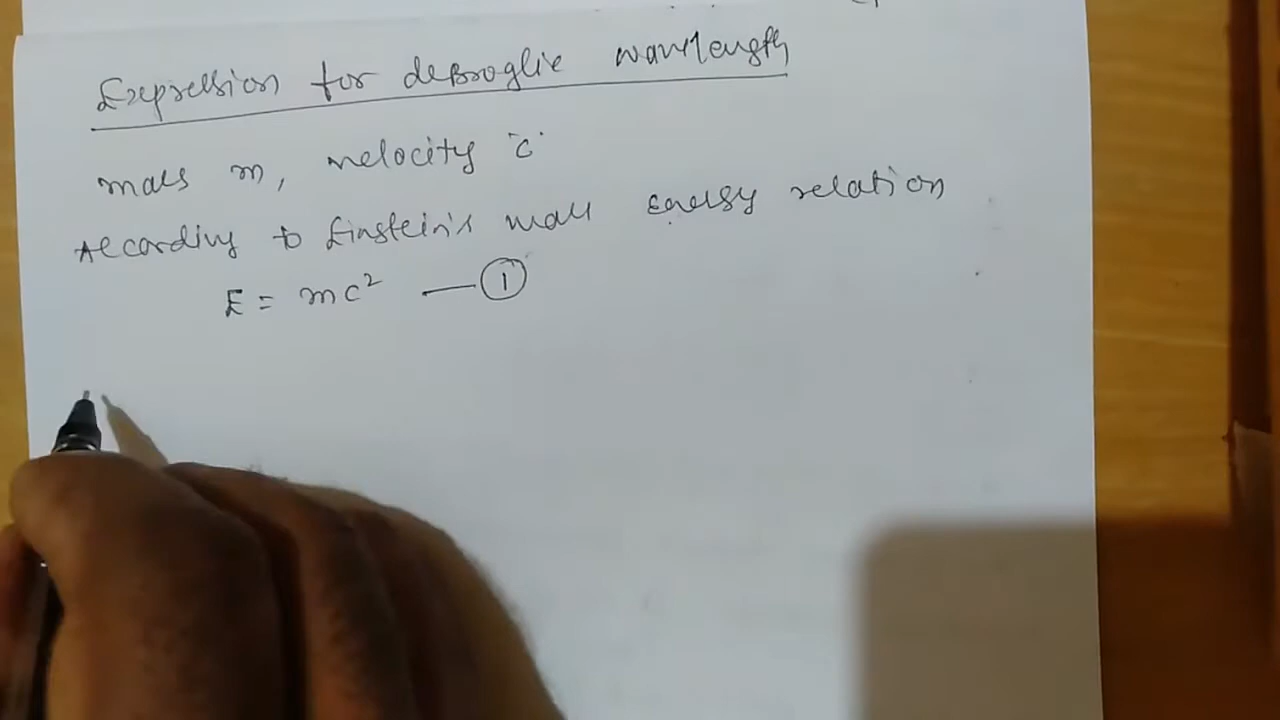 Expression for deBroglie wavelength
mass m, velocity 'c'
According to Einstein's mass energy relation
E = mc² — ①